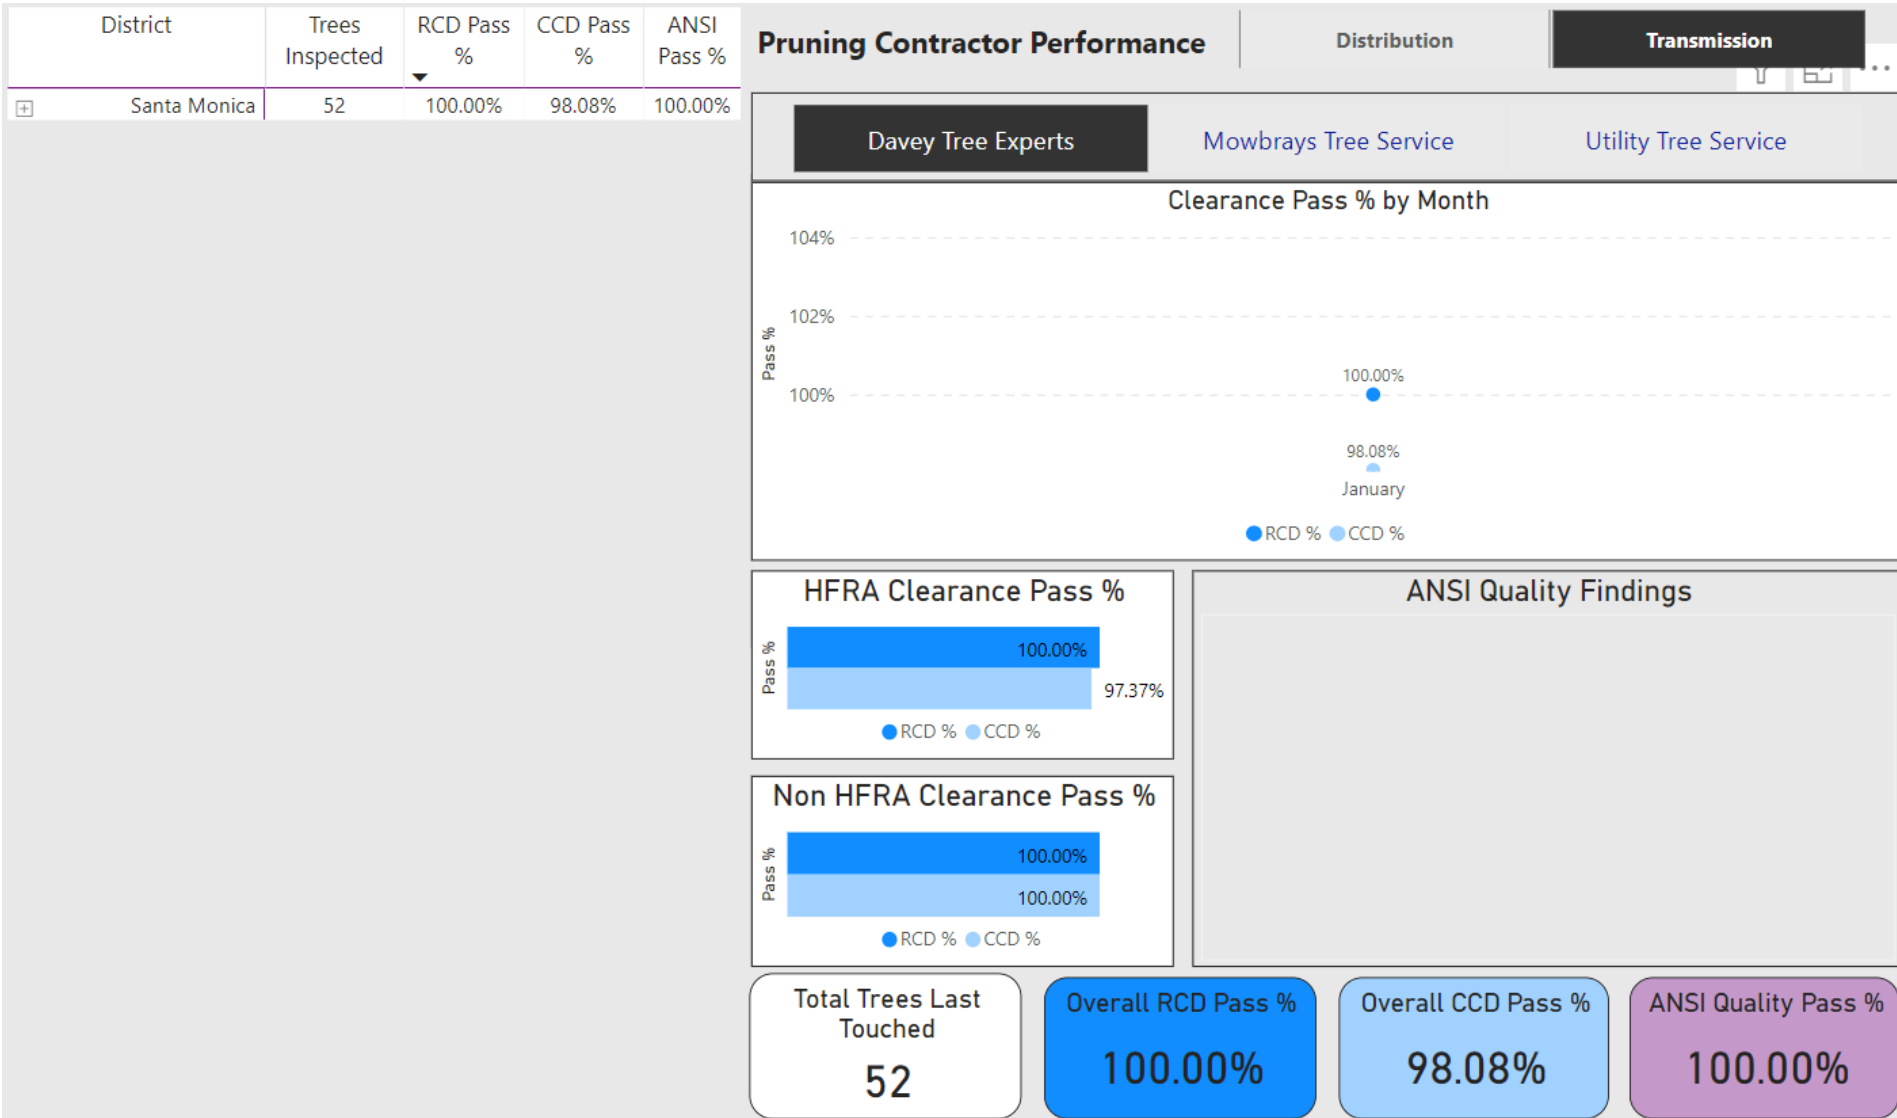 District Trees Inspected RCD Pass % CCD Pass % ANSI Pass %
Santa Monica 52 100.00% 98.08% 100.00%
Pruning Contractor Performance Distribution Transmission
Davey Tree Experts Mowbrays Tree Service Utility Tree Service
Clearance Pass % by Month
104%
102%
100%
Pass %
100.00%
98.08%
January
RCD % CCD %
HFRA Clearance Pass %
Pass %
100.00%
97.37%
RCD % CCD %
ANSI Quality Findings
Non HFRA Clearance Pass %
Pass %
100.00%
100.00%
RCD % CCD %
Total Trees Last
Touched
52
Overall RCD Pass %
100.00%
Overall CCD Pass %
98.08%
ANSI Quality Pass %
100.00%